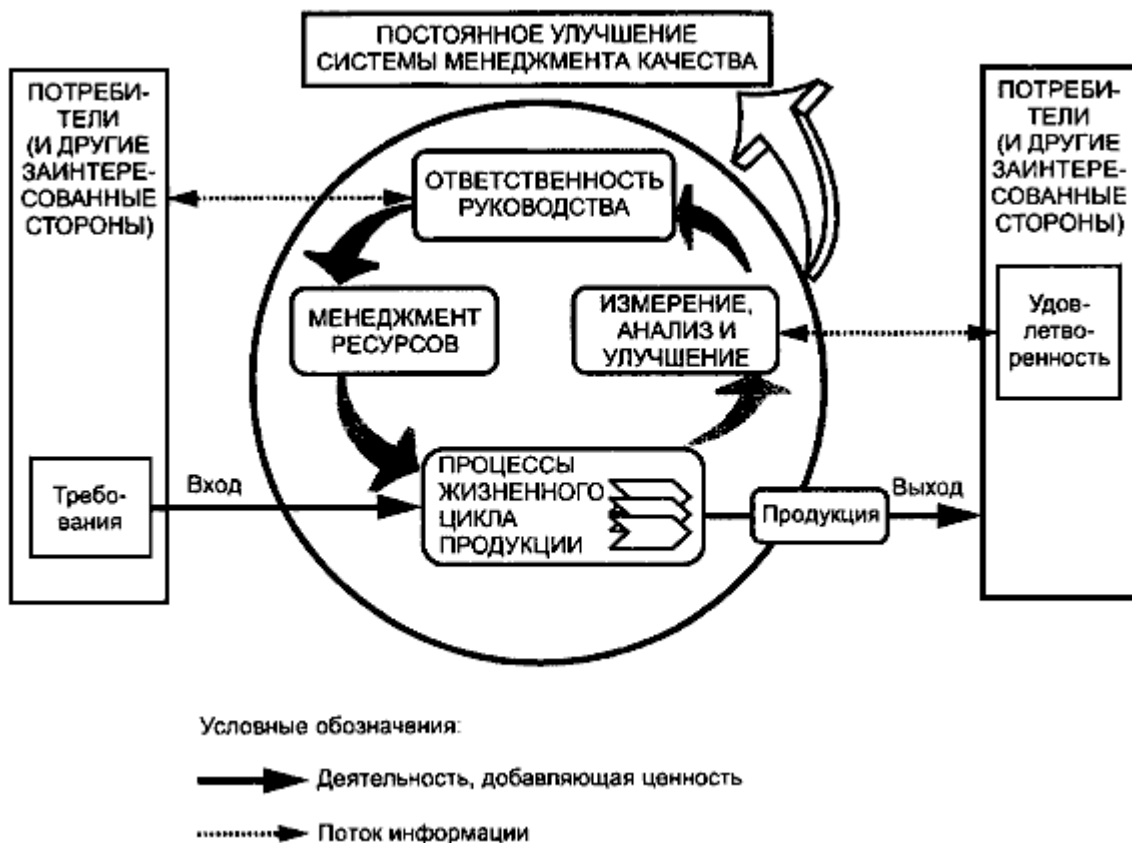 ПОСТОЯННОЕ УЛУЧШЕНИЕ
СИСТЕМЫ МЕНЕДЖМЕНТА КАЧЕСТВА
ПОТРЕБИ-
ТЕЛИ
(И ДРУГИЕ
ЗАИНТЕРЕ-
СОВАННЫЕ
СТОРОНЫ)
ОТВЕТСТВЕННОСТЬ
РУКОВОДСТВА
ПОТРЕБИ-
ТЕЛИ
(И ДРУГИЕ
ЗАИНТЕРЕ-
СОВАННЫЕ
СТОРОНЫ)
МЕНЕДЖМЕНТ
РЕСУРСОВ
ИЗМЕРЕНИЕ,
АНАЛИЗ И
УЛУЧШЕНИЕ
Удов-
летво-
ренность
Требо-
вания
Вход
ПРОЦЕССЫ
ЖИЗНЕННОГО
ЦИКЛА
ПРОДУКЦИИ
Продукция
Выход
Условные обозначения:
Деятельность, добавляющая ценность
Поток информации